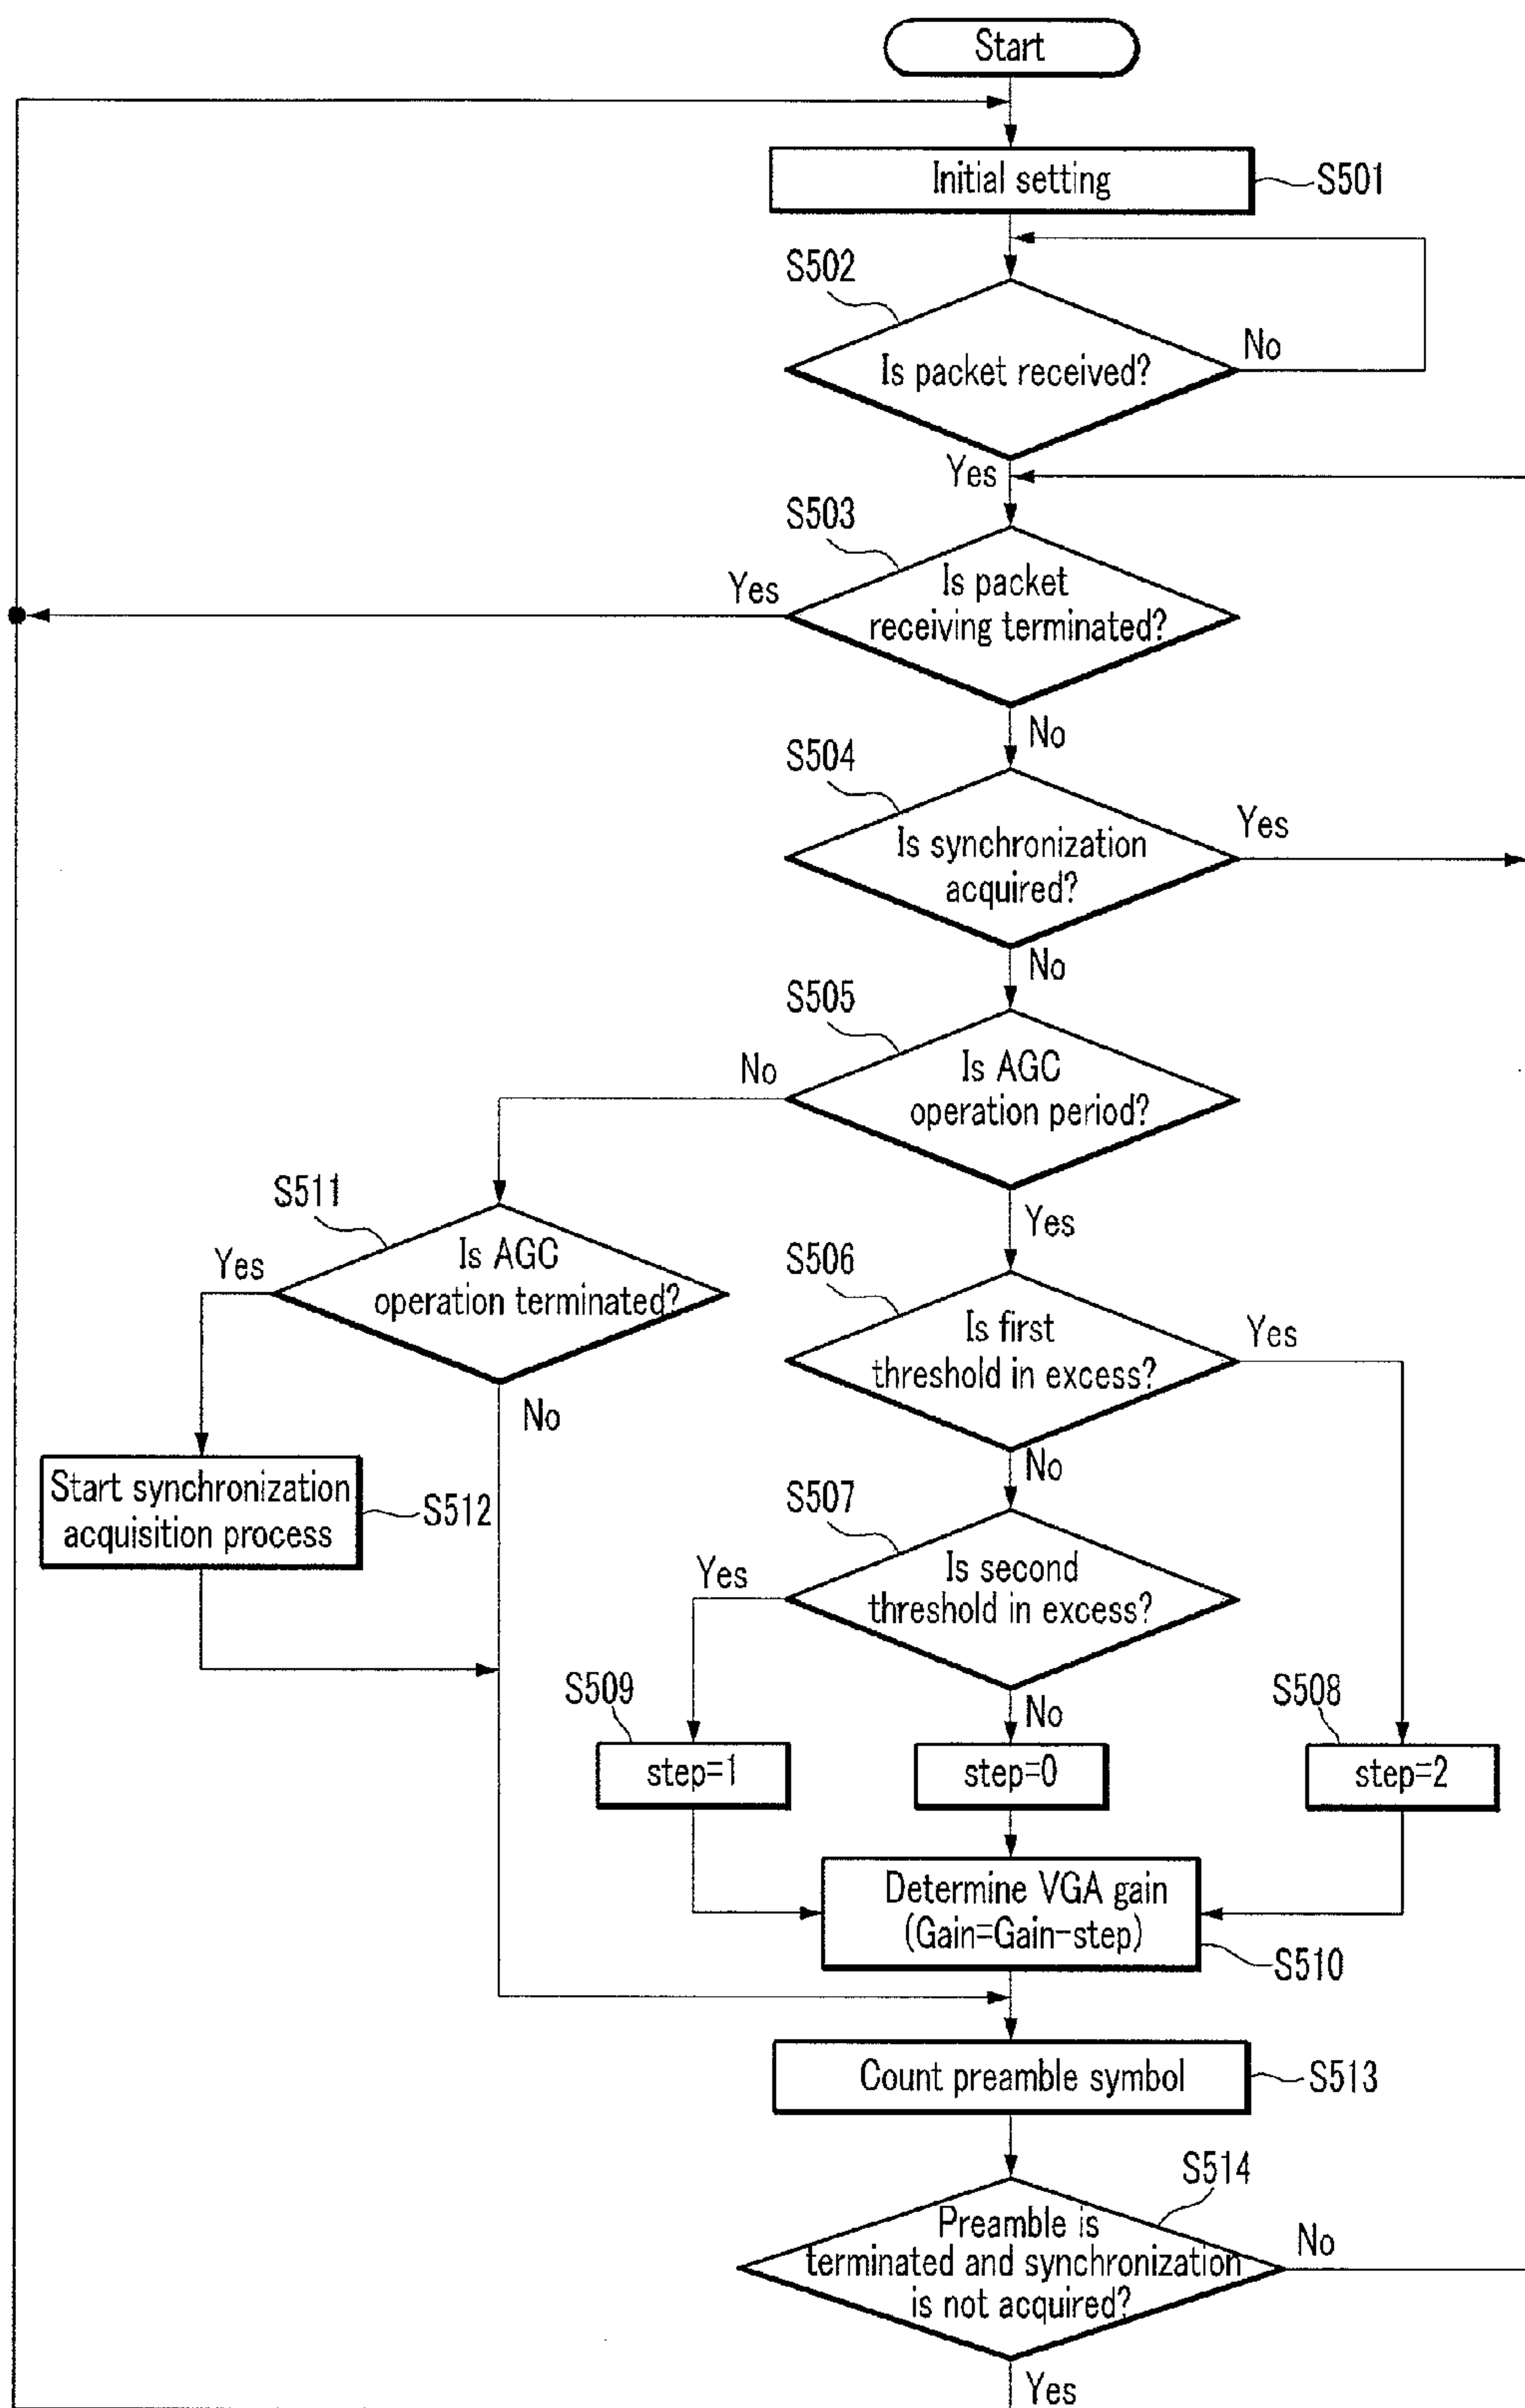 Start
Initial setting
S501
S502
Is packet received?
No
Yes
S503
Is packet
receiving terminated?
Yes
No
S504
Is synchronization
acquired?
Yes
No
S505
Is AGC
operation period?
No
Yes
S511
Is AGC
operation terminated?
Yes
No
S506
Is first
threshold in excess?
Yes
No
Start synchronization
acquisition process
S512
S507
Is second
threshold in excess?
Yes
No
S509
step=1
step=0
S508
step=2
Determine VGA gain
(Gain=Gain-step)
S510
Count preamble symbol
S513
S514
Preamble is
terminated and synchronization
is not acquired?
No
Yes